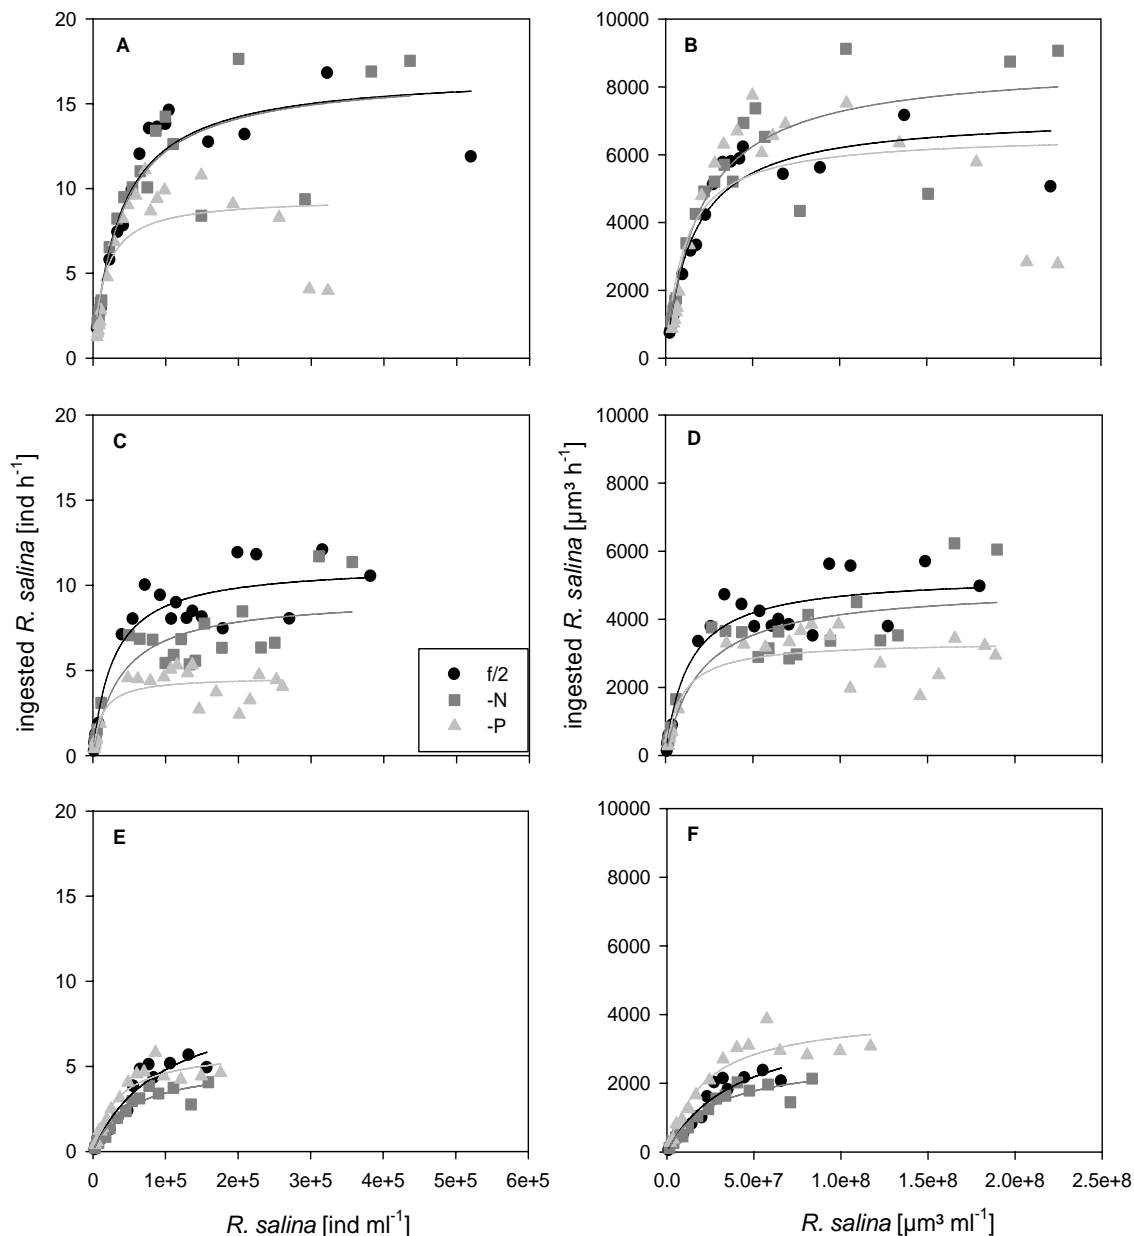 A
20
15
10
5
0
B
10000
8000
6000
4000
2000
0
C
20
15
10
5
0
ingested R. salina [ind h⁻¹]
f/2
-N
-P
D
10000
8000
6000
4000
2000
0
ingested R. salina [µm³ h⁻¹]
E
20
15
10
5
0
0 1e+5 2e+5 3e+5 4e+5 5e+5 6e+5
R. salina [ind ml⁻¹]
F
10000
8000
6000
4000
2000
0
5.0e+7 1.0e+8 1.5e+8 2.0e+8 2.5e+8
R. salina [µm³ ml⁻¹]